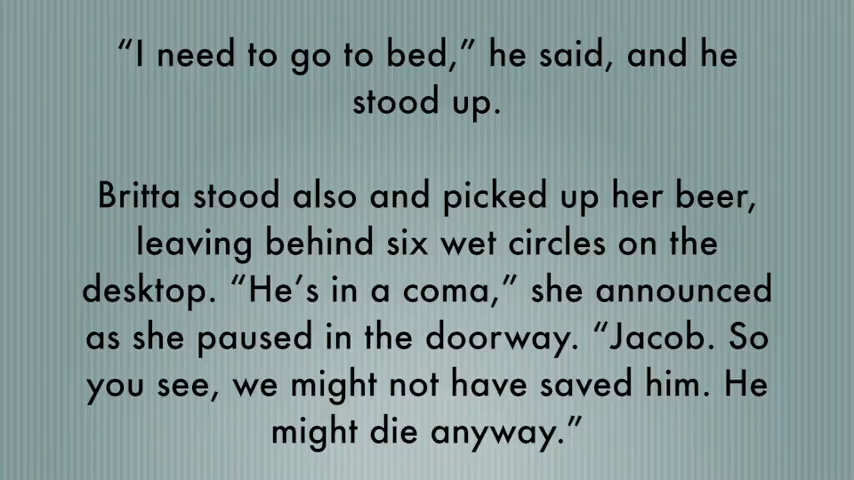 “I need to go to bed,” he said, and he
stood up.
Britta stood also and picked up her beer,
leaving behind six wet circles on the
desktop. “He’s in a coma,” she announced
as she paused in the doorway. “Jacob. So
you see, we might not have saved him. He
might die anyway.”